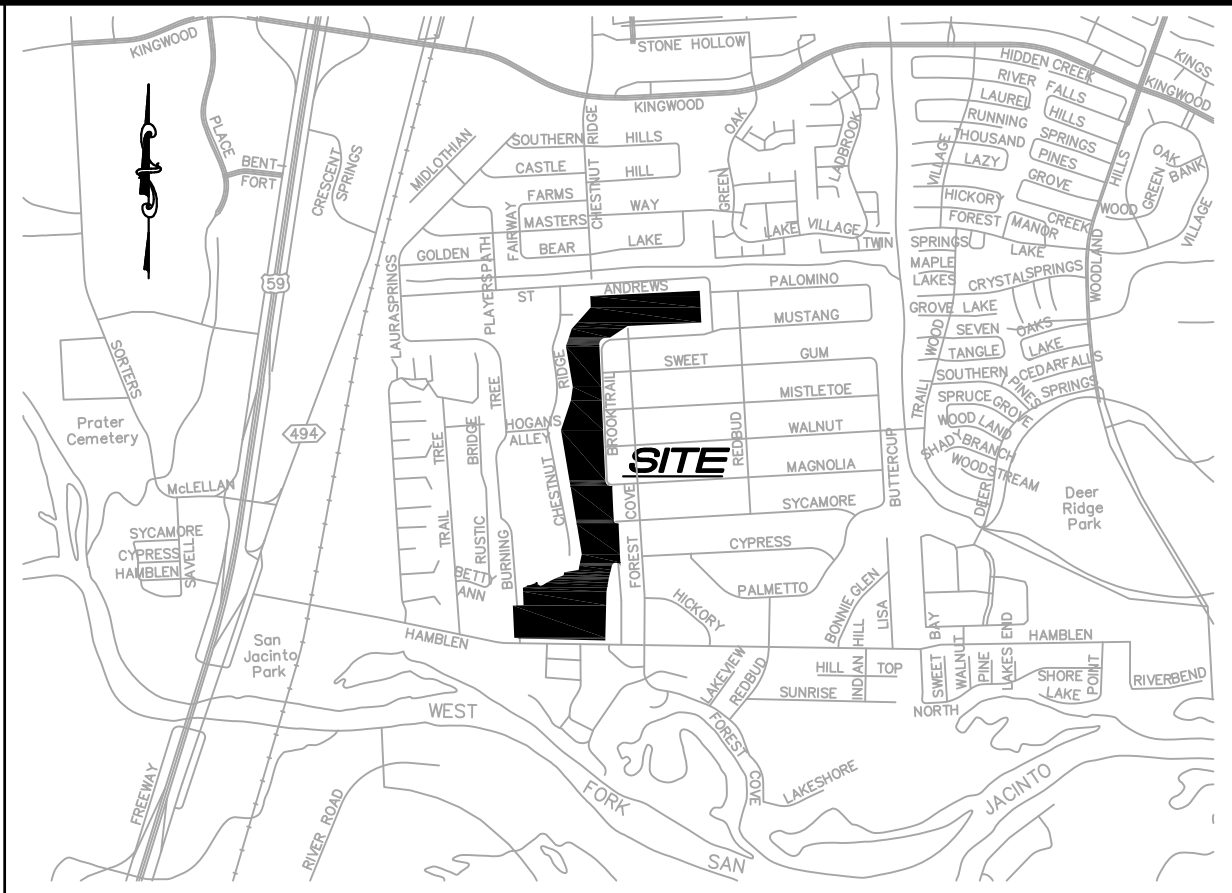 KINGWOOD
STONE HOLLOW
HIDDEN CREEK
KINGS
RIVER FALLS
KINGWOOD
LAUREL HILLS
KINGWOOD
RIDGE
OAK
RUNNING SPRINGS
PLACE
MIDLOTHIAN
SOUTHERN HILLS
LADBROOK
VILLAGE
THOUSAND PINES
OAK
BANK
BENT
FORT
CRESCENT
SPRINGS
CASTLE HILL
LAZY GROVE
HILLS
GREEN
FARMS WAY
CHESTNUT
GREEN
HICKORY CREEK
WOOD
VILLAGE
FAIRWAY
MASTERS
LAKE VILLAGE
FOREST MANOR
BEAR LAKE
TWIN
SPRINGS LAKE
GOLDEN
PATH
MAPLE
CRYSTAL SPRINGS
LAKES
WOODLAND
59
LAURASPRINGS
PLAYERS
ST ANDREWS
PALOMINO
GROVE LAKE
MUSTANG
WOOD
SEVEN OAKS
SORTERS
TANGLE LAKE
RIDGE
SWEET GUM
CEDAR FALLS
SOUTHERN PINES
SPRINGS
TREE
BROOK TRAIL
MISTLETOE
TRAIL
SPRUCE GROVE
Prater
Cemetery
494
HOGANS
ALLEY
REDBUD
WALNUT
WOOD LAND
TREE
BRIDGE
SITE
SHADY BRANCH
MAGNOLIA
WOODSTREAM
McLELLAN
CHESTNUT
COVE
SYCAMORE
BUTTERCUP
DEER
Deer
Ridge
Park
SYCAMORE
TRAIL
RUSTIC
BURNING
CYPRESS
CYPRESS
HAMBLEN
SAVELL
BETTY
ANN
FOREST
PALMETTO
BONNIE GLEN
HICKORY
LISA
HAMBLEN
San
Jacinto
Park
BAY
LAKES END
HAMBLEN
LAKEVIEW
REDBUD
HILL TOP
INDIAN HILL
SWEET
WALNUT
PINE
SHORE
LAKE
POINT
RIVERBEND
SUNRISE
NORTH
WEST
FOREST
COVE
LAKESHORE
FREEWAY
RIVER ROAD
FORK
JACINTO
SAN